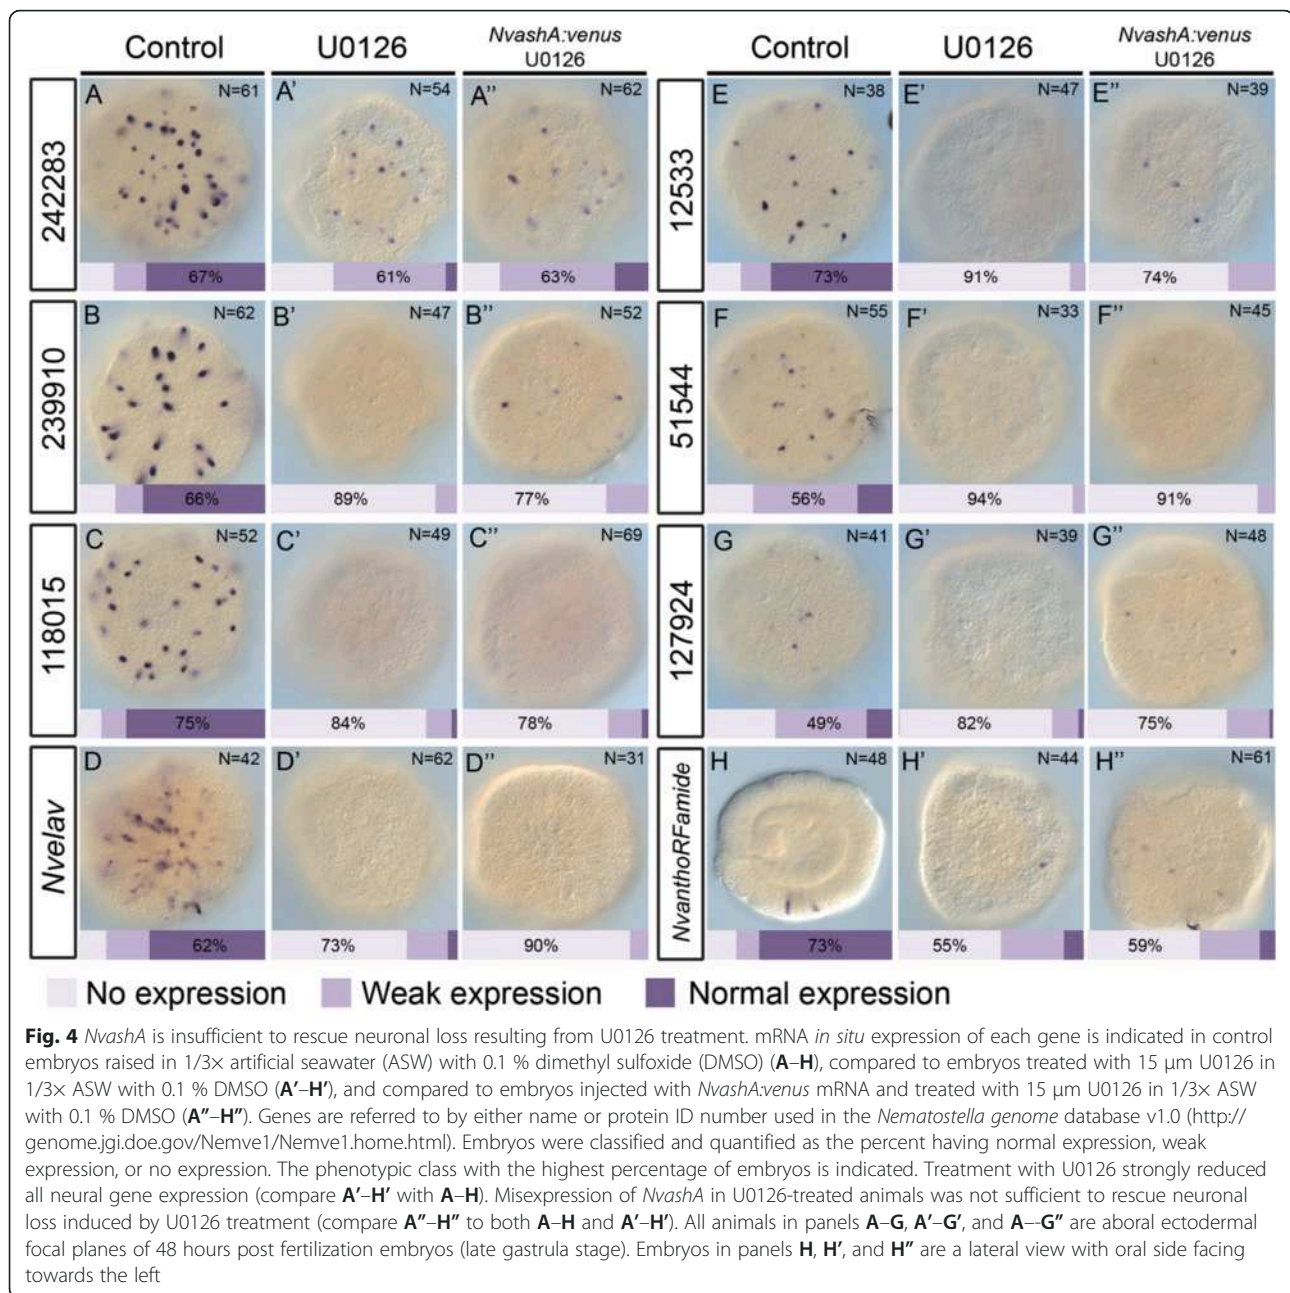 Control
U0126
NvashA:venus
U0126
Control
U0126
NvashA:venus
U0126
242283
A
N=61
67%
A'
N=54
61%
A''
N=62
63%
12533
E
N=38
73%
E'
N=47
91%
E''
N=39
74%
2399910
B
N=62
66%
B'
N=47
89%
B''
N=52
77%
51544
F
N=55
56%
F'
N=33
94%
F''
N=45
91%
118015
C
N=52
75%
C'
N=49
84%
C''
N=69
78%
127924
G
N=41
49%
G'
N=39
82%
G''
N=48
75%
Nvelav
D
N=42
62%
D'
N=62
73%
D''
N=31
90%
NvanthoRFamide
H
N=48
73%
H'
N=44
55%
H''
N=61
59%
No expression
Weak expression
Normal expression
Fig. 4 NvashA is insufficient to rescue neuronal loss resulting from U0126 treatment. mRNA in situ expression of each gene is indicated in control
embryos raised in 1/3× artificial seawater (ASW) with 0.1 % dimethyl sulfoxide (DMSO) (A–H), compared to embryos treated with 15 μm U0126 in
1/3× ASW with 0.1 % DMSO (A′–H′), and compared to embryos injected with NvashA:venus mRNA and treated with 15 μm U0126 in 1/3× ASW
with 0.1 % DMSO (A″–H″). Genes are referred to by either name or protein ID number used in the Nematostella genome database v1.0 (http://
genome.jgi.doe.gov/Nemve1/Nemve1.home.html). Embryos were classified and quantified as the percent having normal expression, weak
expression, or no expression. The phenotypic class with the highest percentage of embryos is indicated. Treatment with U0126 strongly reduced
all neural gene expression (compare A′–H′ with A–H). Misexpression of NvashA in U0126-treated animals was not sufficient to rescue neuronal
loss induced by U0126 treatment (compare A″–H″ to both A–H and A′–H′). All animals in panels A–G, A′–G′, and A–-G″ are aboral ectodermal
focal planes of 48 hours post fertilization embryos (late gastrula stage). Embryos in panels H, H′, and H″ are a lateral view with oral side facing
towards the left